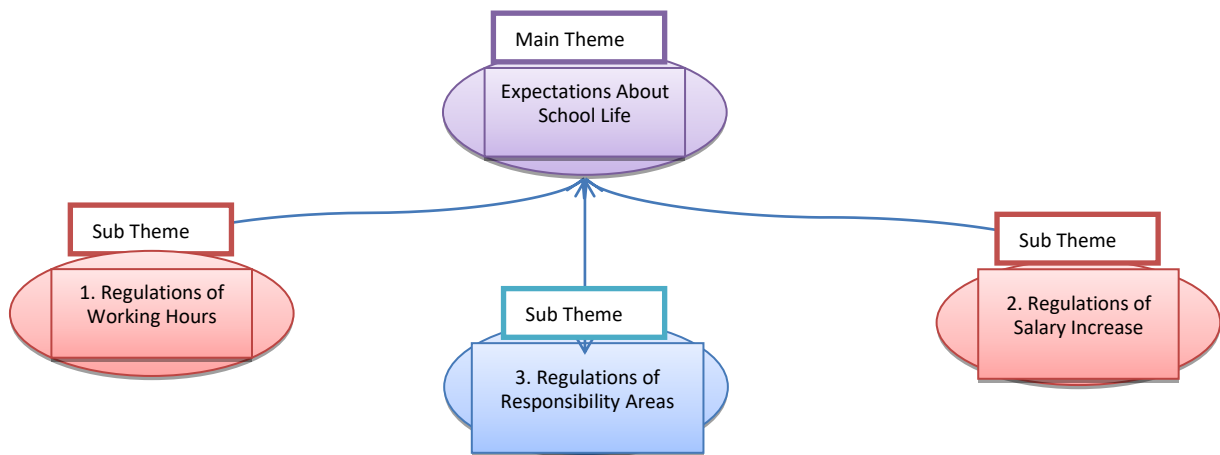 Main Theme
Expectations About
School Life
Sub Theme
1. Regulations of
Working Hours
Sub Theme
3. Regulations of
Responsibility Areas
Sub Theme
2. Regulations of
Salary Increase